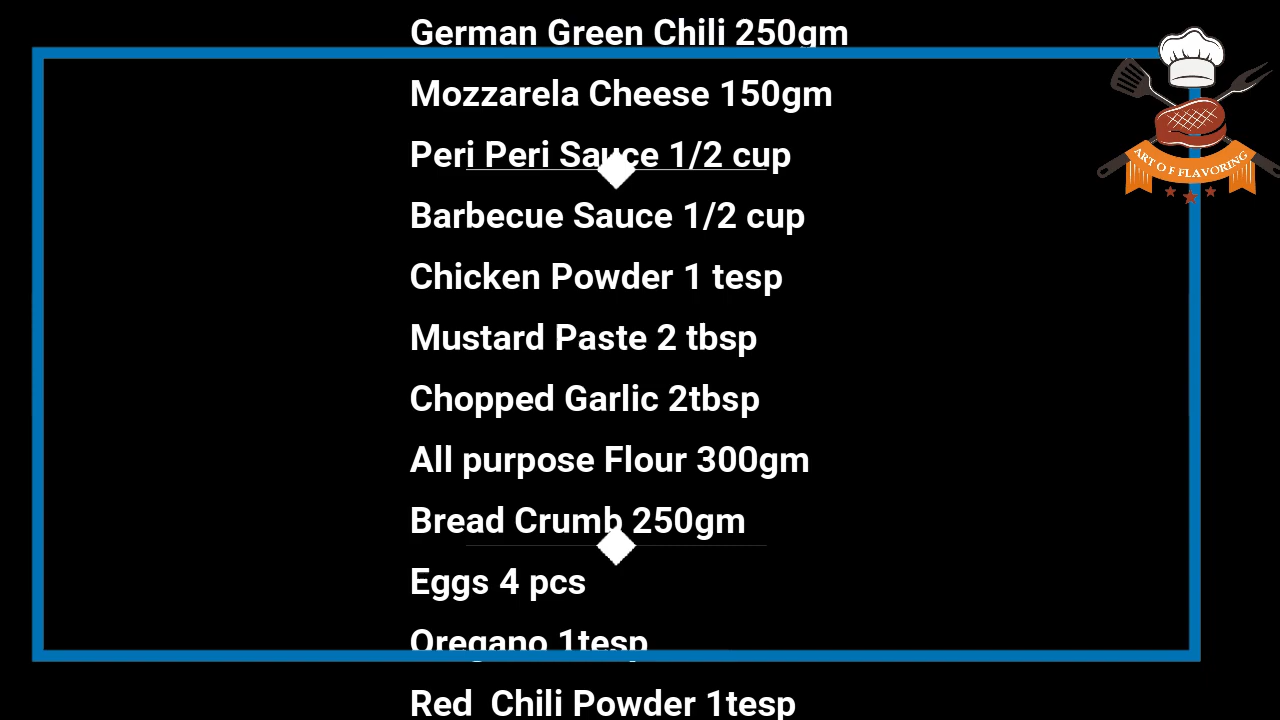 German Green Chili 250gm
Mozzarela Cheese 150gm
Peri Peri Sauce 1/2 cup
Barbecue Sauce 1/2 cup
Chicken Powder 1 tesp
Mustard Paste 2 tbsp
Chopped Garlic 2tbsp
All purpose Flour 300gm
Bread Crumb 250gm
Eggs 4 pcs
Oregano 1tesp
Red  Chili Powder 1tesp
ART OF FLAVORING